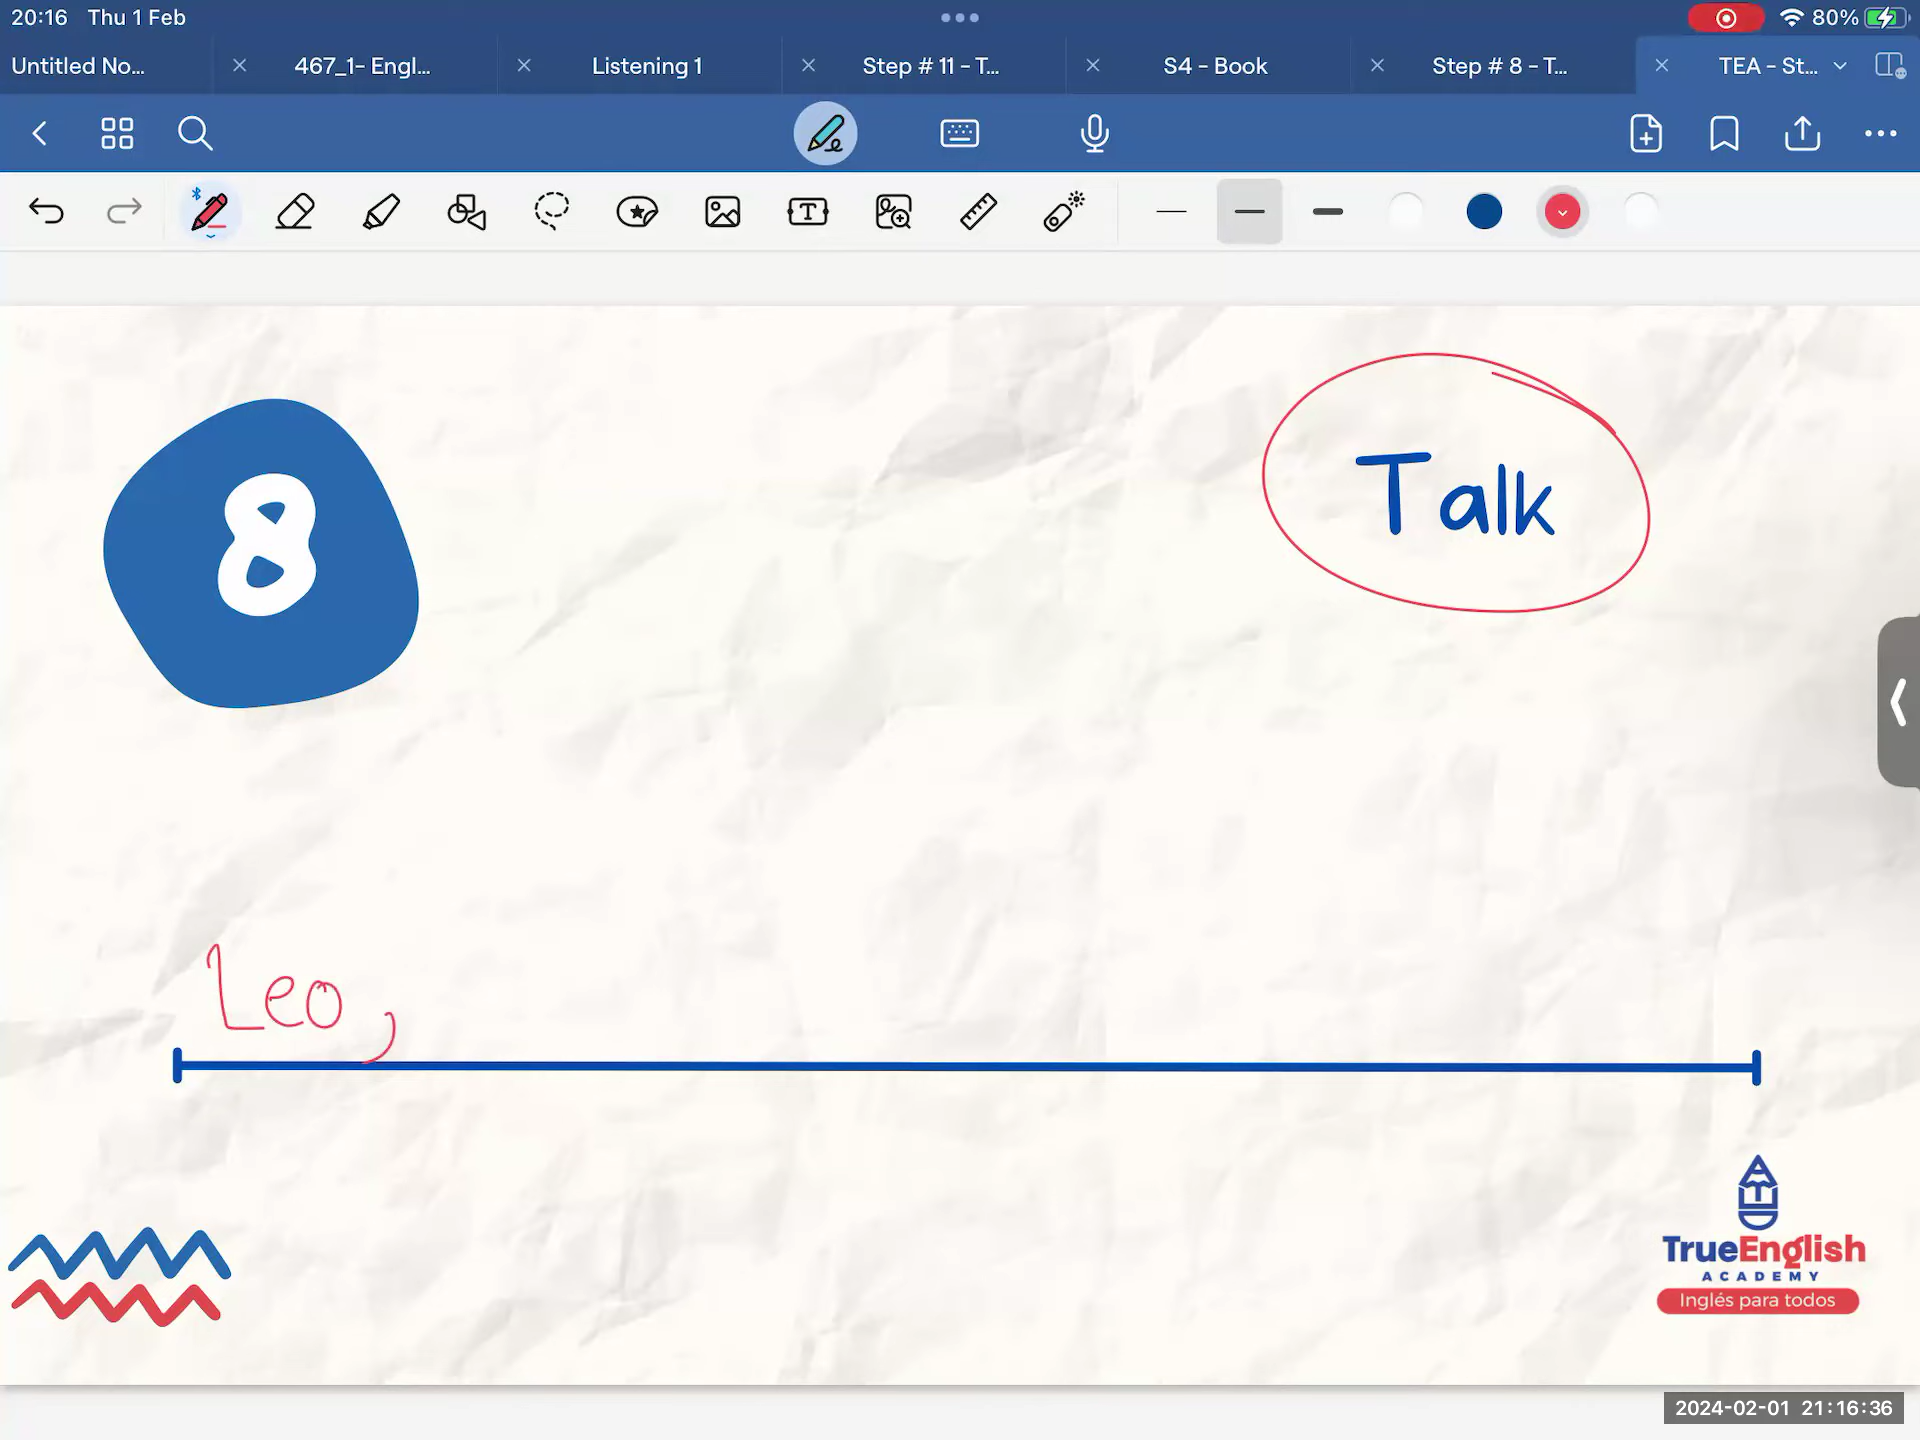 20:16 Thu 1 Feb
80%
Untitled No...
467_1- Engl...
Listening 1
Step # 11 - T...
S4 - Book
Step # 8 - T...
TEA - St...
8
Talk
Leo,
TrueEnglish
ACADEMY
Inglés para todos
2024-02-01 21:16:36